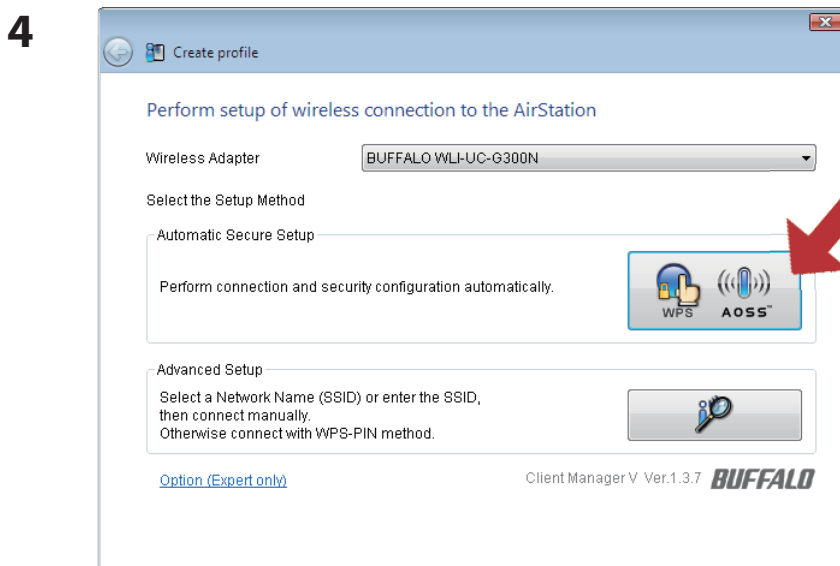 4
Create profile
Perform setup of wireless connection to the AirStation
Wireless Adapter
BUFFALO WLI-UC-G300N
Select the Setup Method
Automatic Secure Setup
Perform connection and security configuration automatically.
WPS AOSS™
Advanced Setup
Select a Network Name (SSID) or enter the SSID,
then connect manually.
Otherwise connect with WPS-PIN method.
Option (Expert only)
Client Manager V Ver.1.3.7 BUFFALO